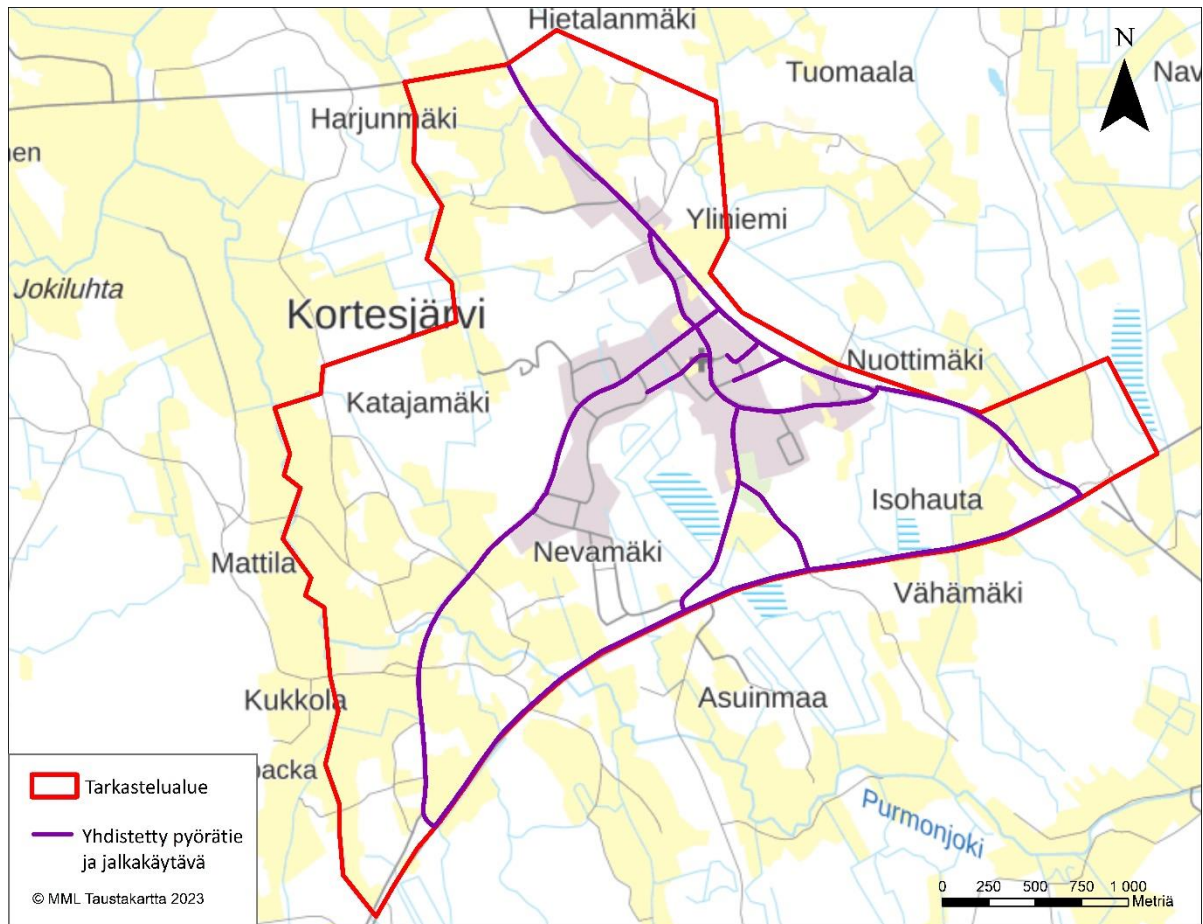 Hietalanmäki
N
Tuomaala
Nav
Harjunmäki
nen
Yliniemi
Jokiluhta
Kortesjärvi
Nuottimäki
Katajamäki
Isohauta
Nevamäki
Mattila
Vähämäki
Kukkola
Asuinmaa
packa
Purmonjoki
Tarkastelualue
Yhdistetty pyörätie
ja jalkakäytävä
© MML Taustakartta 2023
0 250 500 750 1 000
Metriä